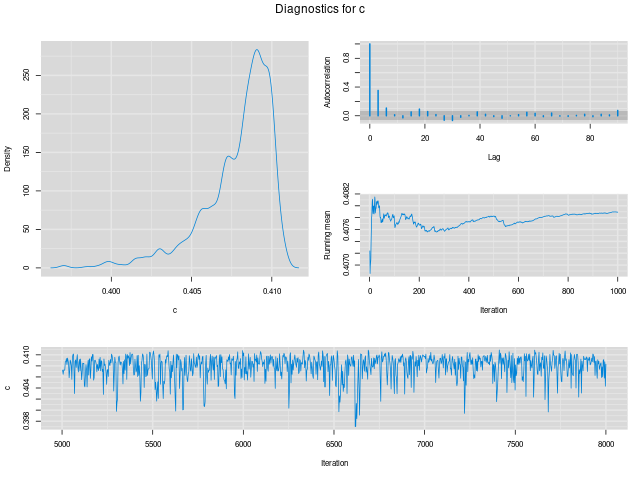 Diagnostics for c
Density
0 50 100 150 200 250
0.400 0.405 0.410
c
Autocorrelation
0.0 0.4 0.8
0 20 40 60 80
Lag
Running mean
0.4070 0.4076 0.4082
0 200 400 600 800 1000
Iteration
c
0.398 0.404 0.410
5000 5500 6000 6500 7000 7500 8000
Iteration